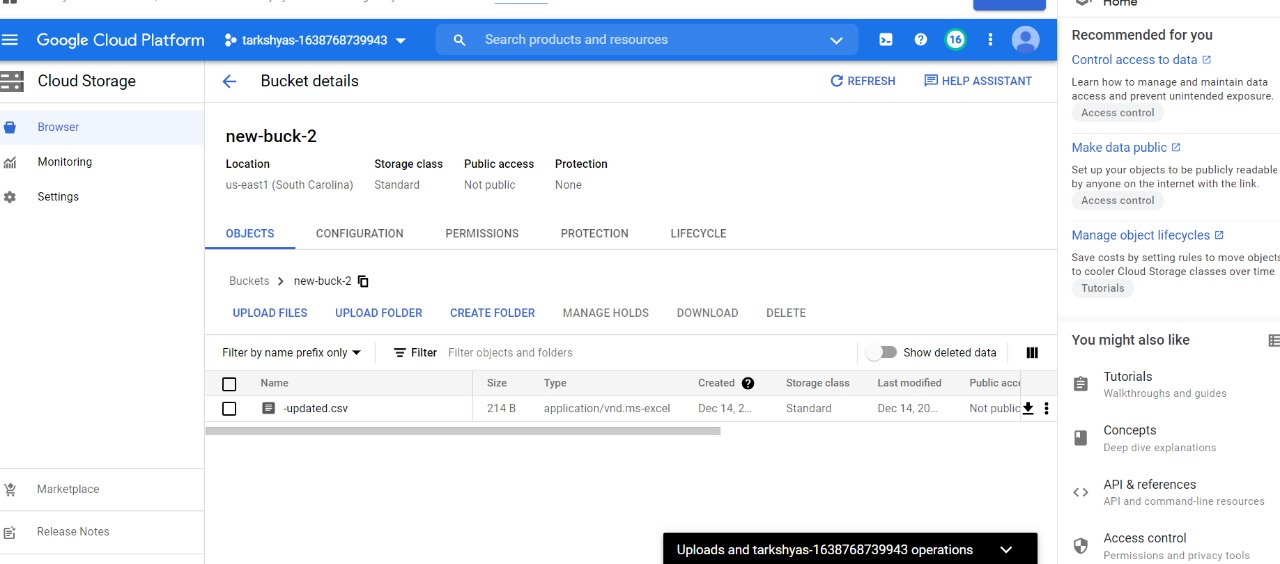 Home
Google Cloud Platform
tarkshyas-1638768739943
Search products and resources
16
Cloud Storage
Browser
Monitoring
Settings
Marketplace
Release Notes
Bucket details
REFRESH
HELP ASSISTANT
new-buck-2
Location Storage class Public access Protection
us-east1 (South Carolina) Standard Not public None
OBJECTS CONFIGURATION PERMISSIONS PROTECTION LIFECYCLE
Buckets > new-buck-2
UPLOAD FILES UPLOAD FOLDER CREATE FOLDER MANAGE HOLDS DOWNLOAD DELETE
Filter by name prefix only Filter Filter objects and folders Show deleted data
Name Size Type Created Storage class Last modified Public acce
-updated.csv 214 B application/vnd.ms-excel Dec 14, 2... Standard Dec 14, 20... Not public
Uploads and tarkshyas-1638768739943 operations
Recommended for you
Control access to data
Learn how to manage and maintain data
access and prevent unintended exposure.
Access control
Make data public
Set up your objects to be publicly readable
by anyone on the internet with the link.
Access control
Manage object lifecycles
Save costs by setting rules to move objects
to cooler Cloud Storage classes over time
Tutorials
You might also like
Tutorials
Walkthroughs and guides
Concepts
Deep dive explanations
API & references
API and command-line resources
Access control
Permissions and privacy tools